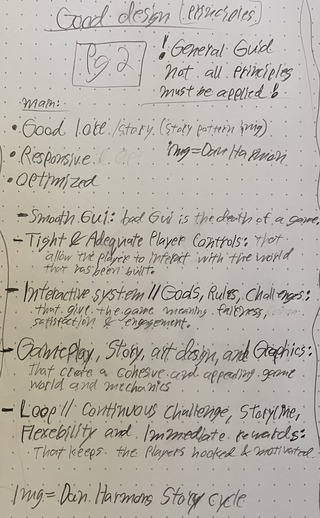 Good design (principles)
Pg 2
! General Guid
not all principles
must be applied !
main:
• Good lore/story (Story pattern img)
• Responsive
img = Dan Harmon
• Optimized
- Smooth Gui: bad Gui is the death of a game.
- Tight & Adequate Player Controls: that
allow the player to interact with the world
that has been built.
- Interactive system // Goals, Rules, Challenges:
that give the game meaning, fairness,
satisfaction & engagement.
- Gameplay, Story, art design, and Graphics:
That create a cohesive and appealing game
world and mechanics
- Loop // Continuous Challenge, Storyline,
Flexebility and Immediate rewards:
That keeps the players hooked & motivated.
img = Dan Harmons Story cycle